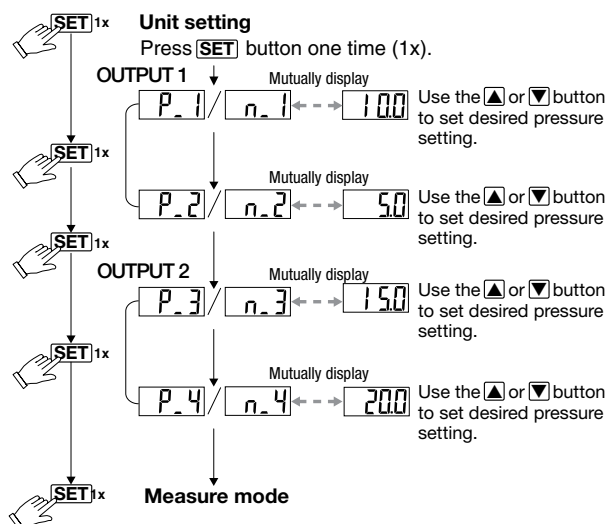 SET 1x Unit setting
Press SET button one time (1x).
OUTPUT 1 Mutually display
P_1 / n_1 10.0 Use the ▲ or ▼ button
to set desired pressure
setting.
SET 1x
Mutually display
P_2 / n_2 5.0 Use the ▲ or ▼ button
to set desired pressure
setting.
SET 1x
OUTPUT 2 Mutually display
P_3 / n_3 15.0 Use the ▲ or ▼ button
to set desired pressure
setting.
SET 1x
Mutually display
P_4 / n_4 20.0 Use the ▲ or ▼ button
to set desired pressure
setting.
SET 1x Measure mode